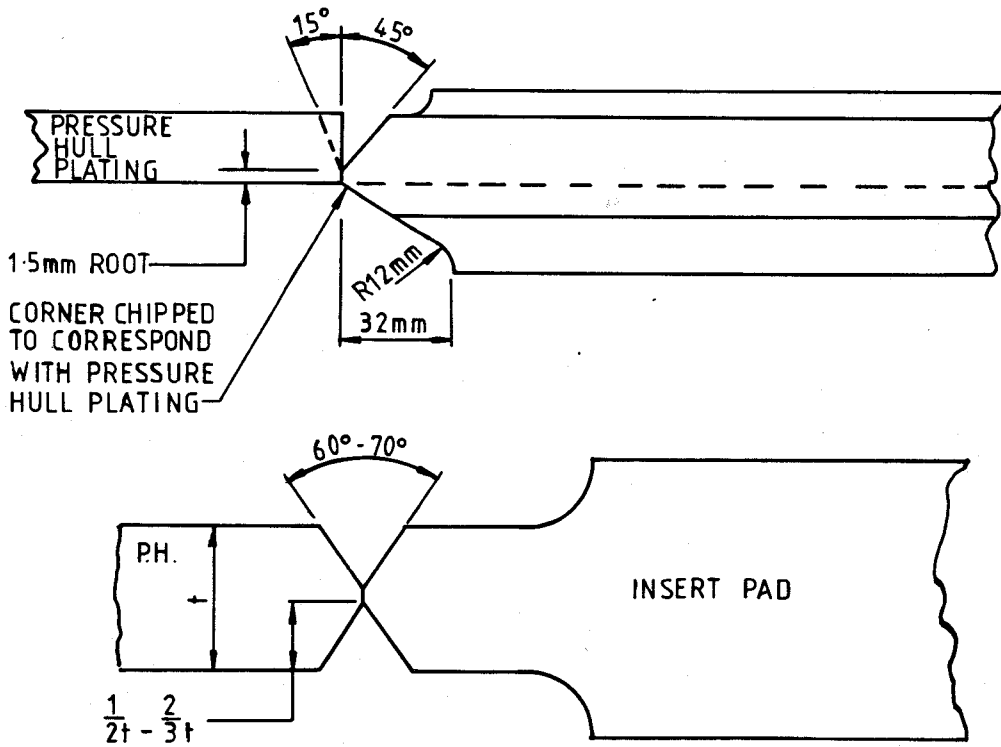 15° 45°
PRESSURE
HULL
PLATING
1·5mm ROOT
R12mm
32mm
CORNER CHIPPED
TO CORRESPOND
WITH PRESSURE
HULL PLATING
60° - 70°
P.H.
t
INSERT PAD
1/2t - 2/3t